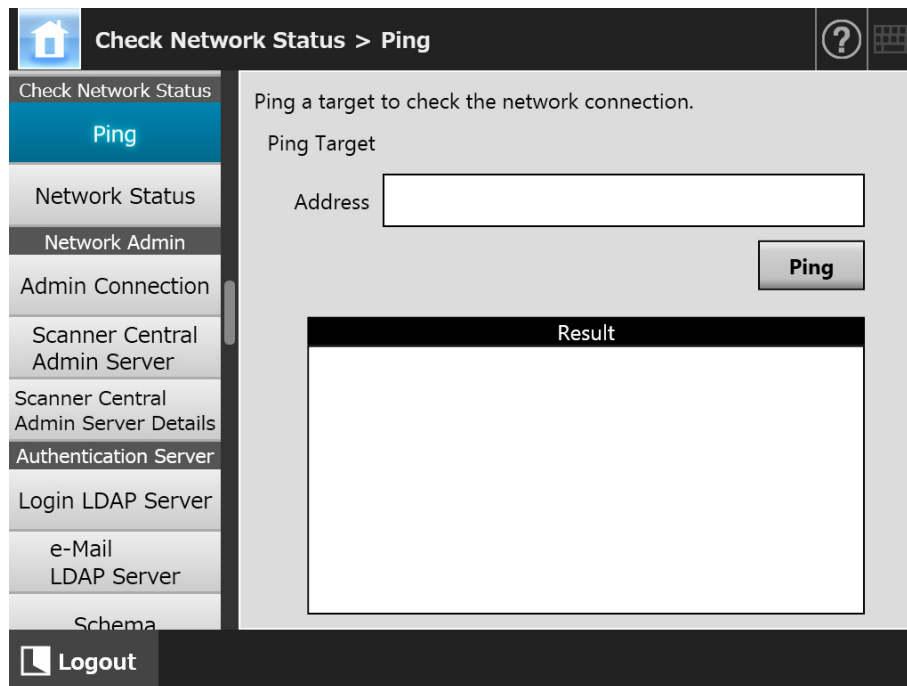 Check Network Status > Ping
?
Check Network Status
Ping
Network Status
Network Admin
Admin Connection
Scanner Central
Admin Server
Scanner Central
Admin Server Details
Authentication Server
Login LDAP Server
e-Mail
LDAP Server
Schema
Ping a target to check the network connection.
Ping Target
Address
Ping
Result
Logout